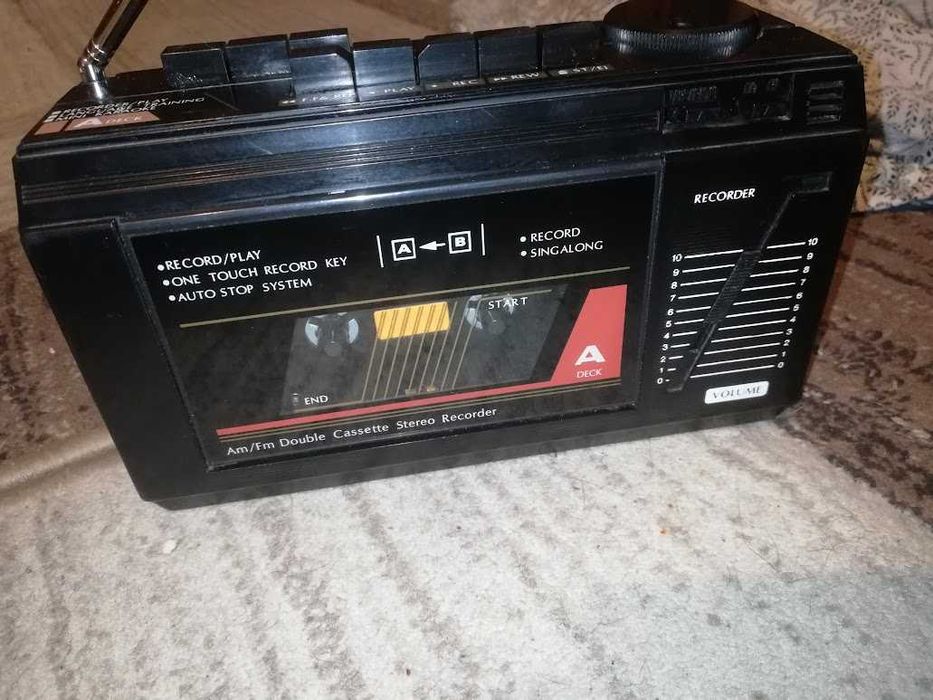 RECORDER/PLAY
A DECK
PLAY
REW
RECORDER
•RECORD/PLAY
•ONE TOUCH RECORD KEY
•AUTO STOP SYSTEM
A ← B
• RECORD
• SINGALONG
START
END
A
DECK
Am/Fm Double Cassette Stereo Recorder
10 10
9 9
8 8
7 7
6 6
5 5
4 4
3 3
2 2
1 1
0 0
VOLUME